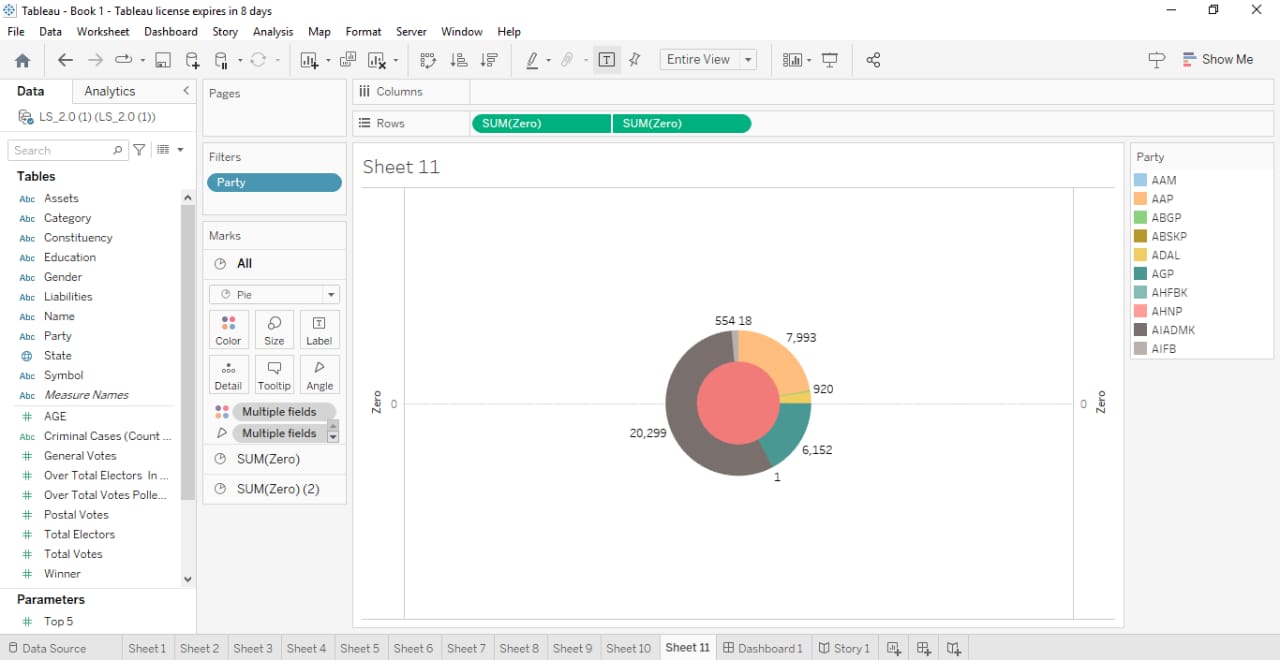 Tableau - Book 1 - Tableau license expires in 8 days
File Data Worksheet Dashboard Story Analysis Map Format Server Window Help
Entire View
Show Me
Data Analytics
LS_2.0 (1) (LS_2.0 (1))
Search
Tables
Abc Assets
Abc Category
Abc Constituency
Abc Education
Abc Gender
Abc Liabilities
Abc Name
Abc Party
State
Abc Symbol
Abc Measure Names
# AGE
Abc Criminal Cases (Count ...
# General Votes
# Over Total Electors In ...
# Over Total Votes Polle...
# Postal Votes
# Total Electors
# Total Votes
# Winner
Parameters
# Top 5
Pages
Filters
Party
Marks
All
Pie
Color Size Label
Detail Tooltip Angle
Multiple fields
Multiple fields
SUM(Zero)
SUM(Zero) (2)
Columns
Rows SUM(Zero) SUM(Zero)
Sheet 11
Zero
0
554 18
7,993
920
20,299
6,152
1
0
Zero
Party
AAM
AAP
ABGP
ABSKP
ADAL
AGP
AHFBK
AHNP
AIADMK
AIFB
Data Source Sheet 1 Sheet 2 Sheet 3 Sheet 4 Sheet 5 Sheet 6 Sheet 7 Sheet 8 Sheet 9 Sheet 10 Sheet 11 Dashboard 1 Story 1